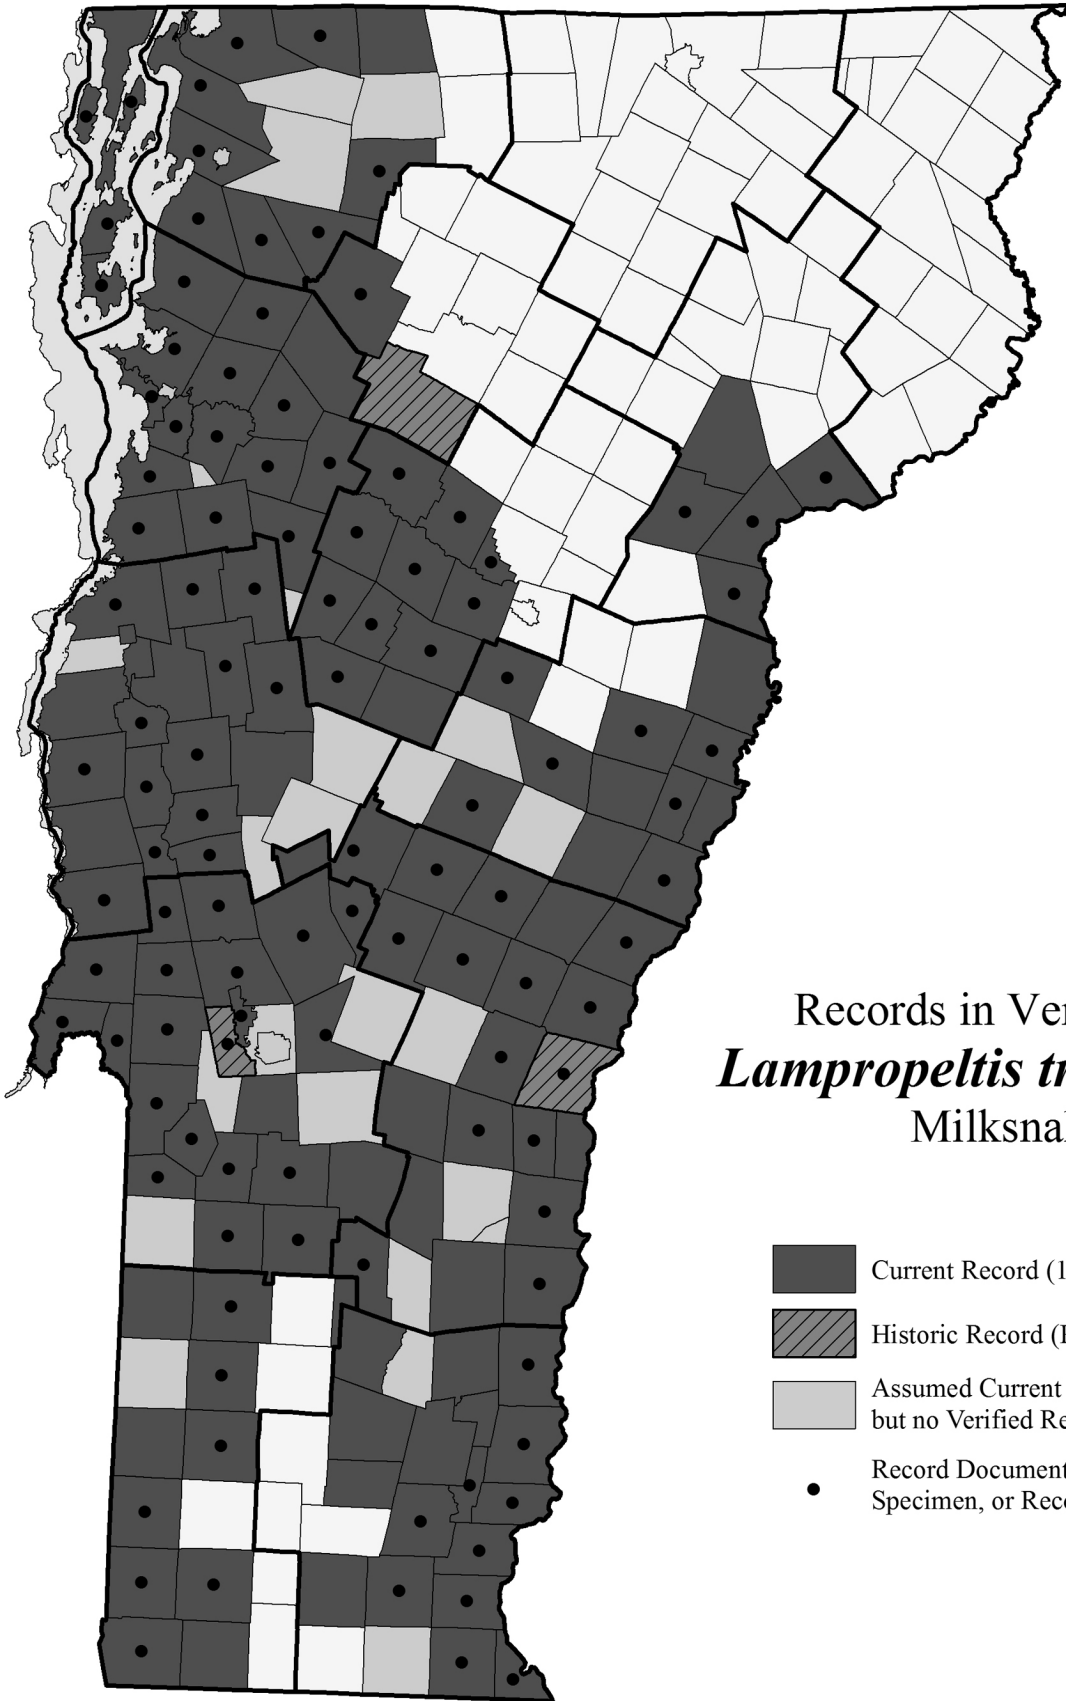 Records in Ver
Lampropeltis tr
Milksnal
Current Record (1
Historic Record (
Assumed Current
but no Verified Re
Record Document
Specimen, or Reco